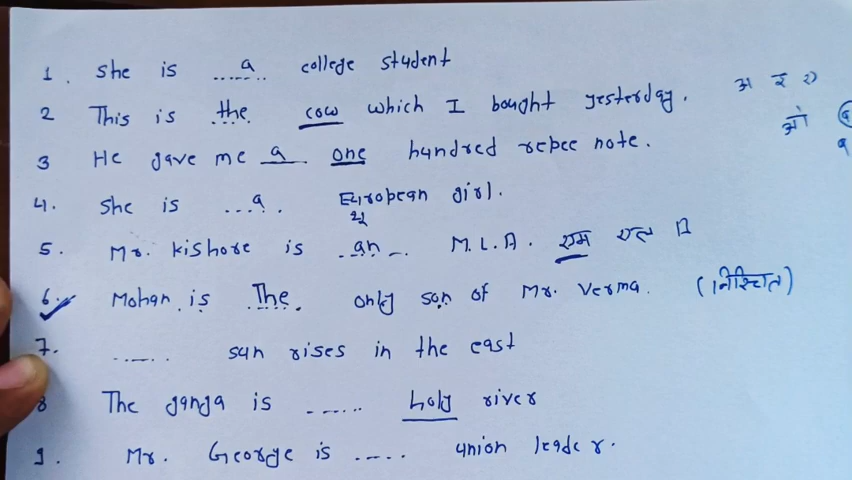 1. she is ...a... college student
2 This is ..the.. cow which I bought yesterday. अ इ ए
ओ
3 He gave me a one hundred repee note.
4. she is ...a.. European girl.
यू
5. Mr. kishore is ..an... M.L.A. एम एल ए
6. Mohan is The only son of Mr. Verma. (निश्चित)
7. ...... sun rises in the east
8 The ganga is ...... holy river
9. Mr. George is ..... union leader.